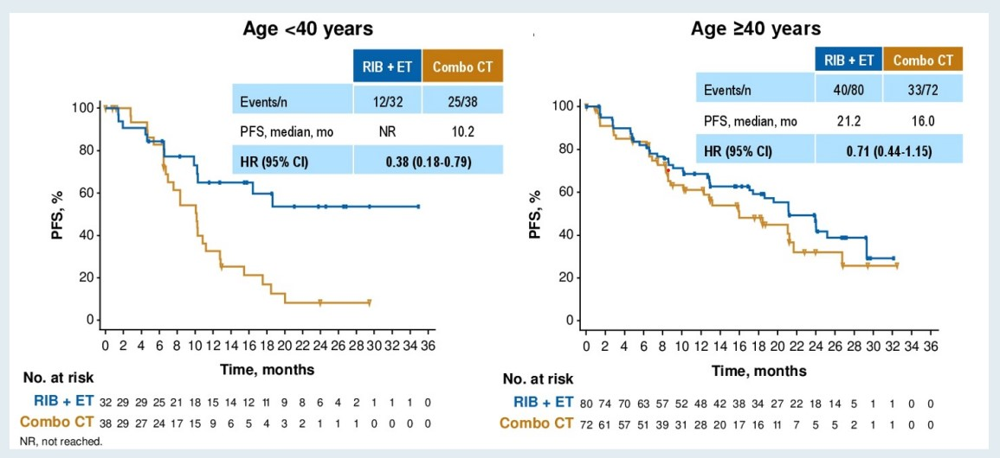 Age <40 years
RIB + ET Combo CT
Events/n 12/32 25/38
PFS, median, mo NR 10.2
HR (95% CI) 0.38 (0.18-0.79)
100
80
60
40
20
0
PFS, %
0 2 4 6 8 10 12 14 16 18 20 22 24 26 28 30 32 34 36
Time, months
No. at risk
RIB + ET 32 29 29 25 21 18 15 14 12 11 9 8 6 4 2 1 1 1 0
Combo CT 38 29 27 24 17 15 9 6 5 4 3 2 1 1 1 0 0 0 0
NR, not reached.
Age ≥40 years
RIB + ET Combo CT
Events/n 40/80 33/72
PFS, median, mo 21.2 16.0
HR (95% CI) 0.71 (0.44-1.15)
100
80
60
40
20
0
PFS, %
0 2 4 6 8 10 12 14 16 18 20 22 24 26 28 30 32 34 36
Time, months
No. at risk
RIB + ET 80 74 70 63 57 52 48 42 38 34 27 22 18 14 5 1 1 0 0
Combo CT 72 61 57 51 39 31 28 20 17 16 11 7 5 5 2 1 1 0 0